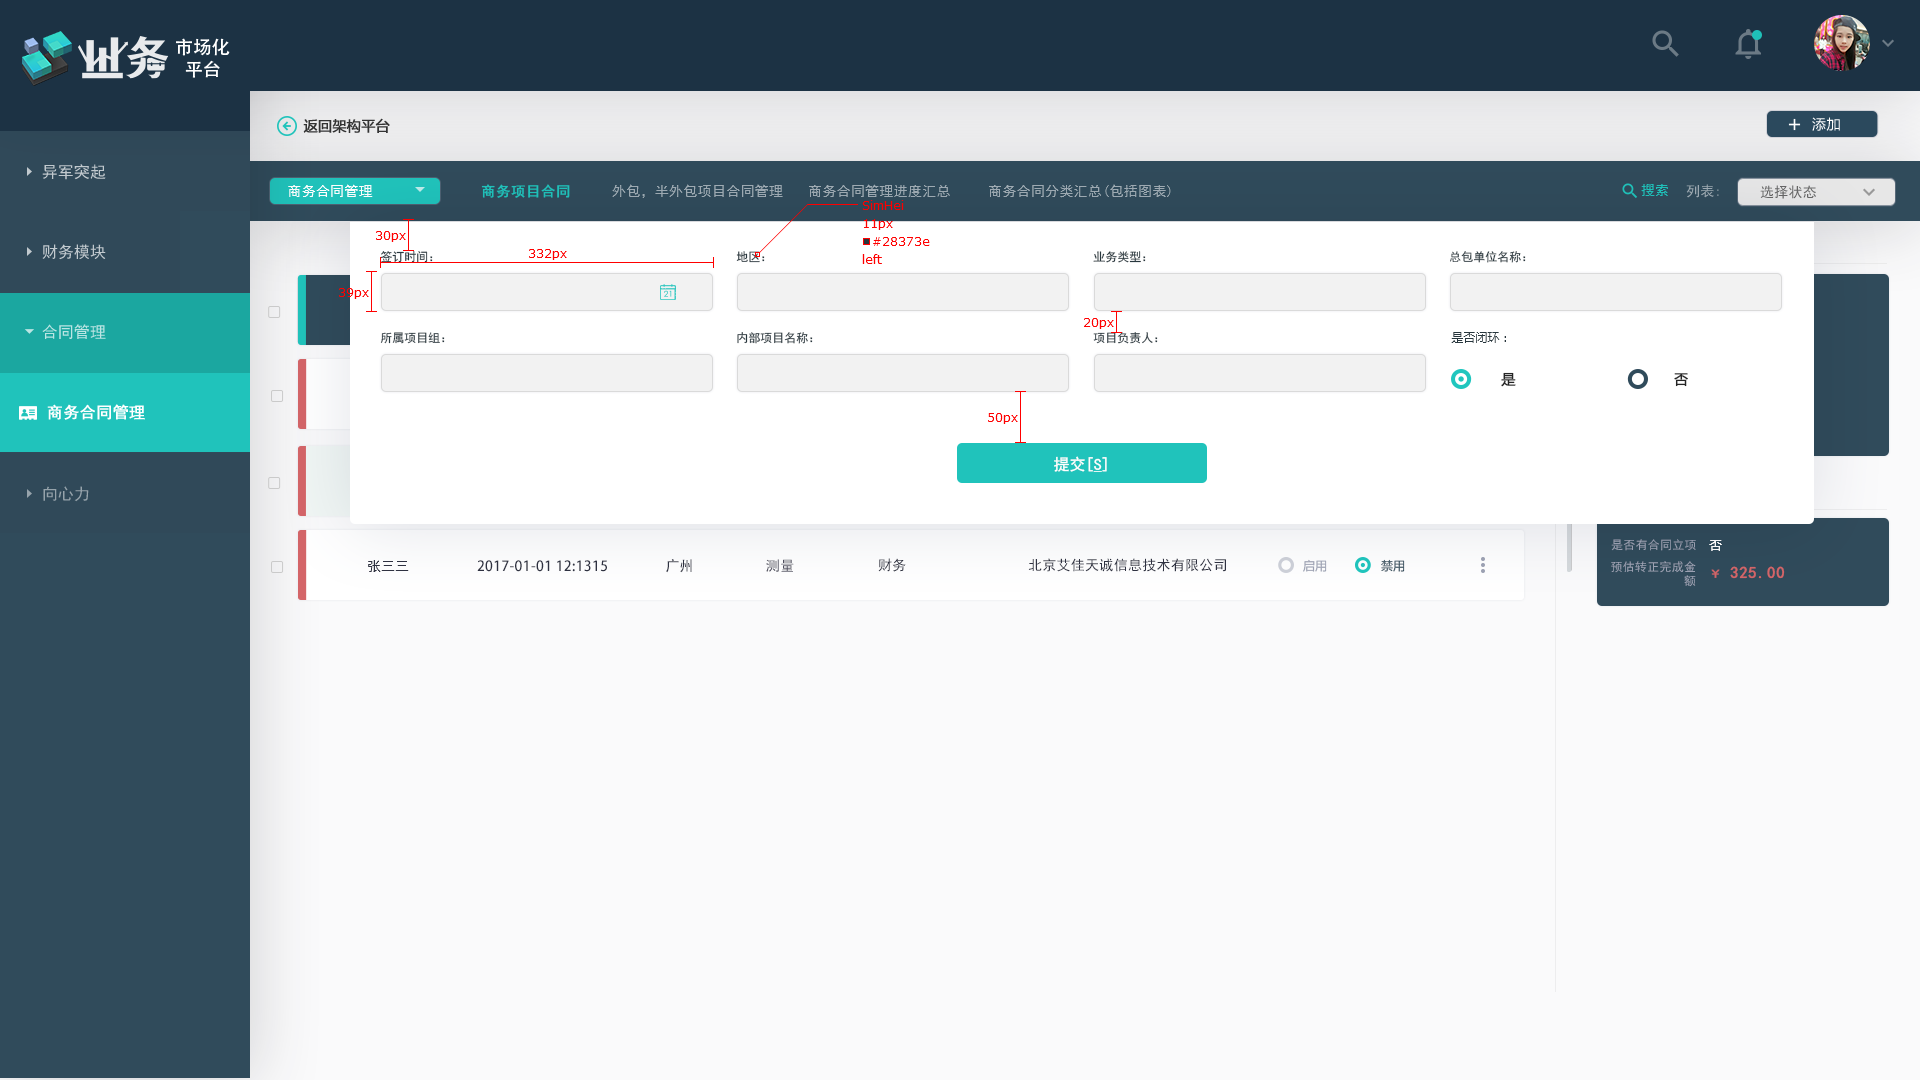 业务 市场化
平台
返回架构平台
添加
异军突起
财务模块
合同管理
商务合同管理
向心力
商务合同管理
商务项目合同
外包，半外包项目合同管理
商务合同管理进度汇总
商务合同分类汇总(包括图表)
搜索
列表：
选择状态
SimHei
11px
#28373e
left
30px
332px
39px
20px
50px
签订时间：
地区：
业务类型：
总包单位名称：
21
所属项目组：
内部项目名称：
项目负责人：
是否闭环：
是
否
提交[S]
张三三
2017-01-01 12:1315
广州
测量
财务
北京艾佳天诚信息技术有限公司
启用
禁用
是否有合同立项 否
预估转正完成金
额
¥ 325.00